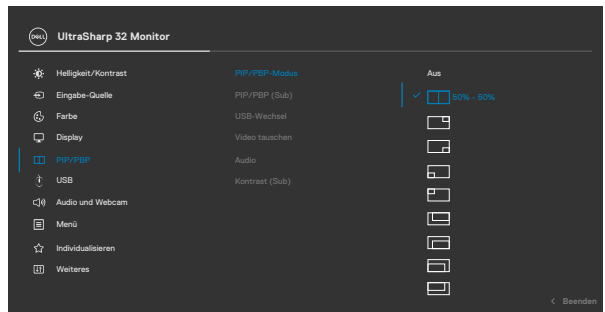 DELL UltraSharp 32 Monitor
Helligkeit/Kontrast PIP/PBP-Modus Aus
Eingabe-Quelle PIP/PBP (Sub) 50% - 50%
Farbe USB-Wechsel
Display Video tauschen
PIP/PBP Audio
USB Kontrast (Sub)
Audio und Webcam
Menü
Individualisieren
Weiteres
Beenden